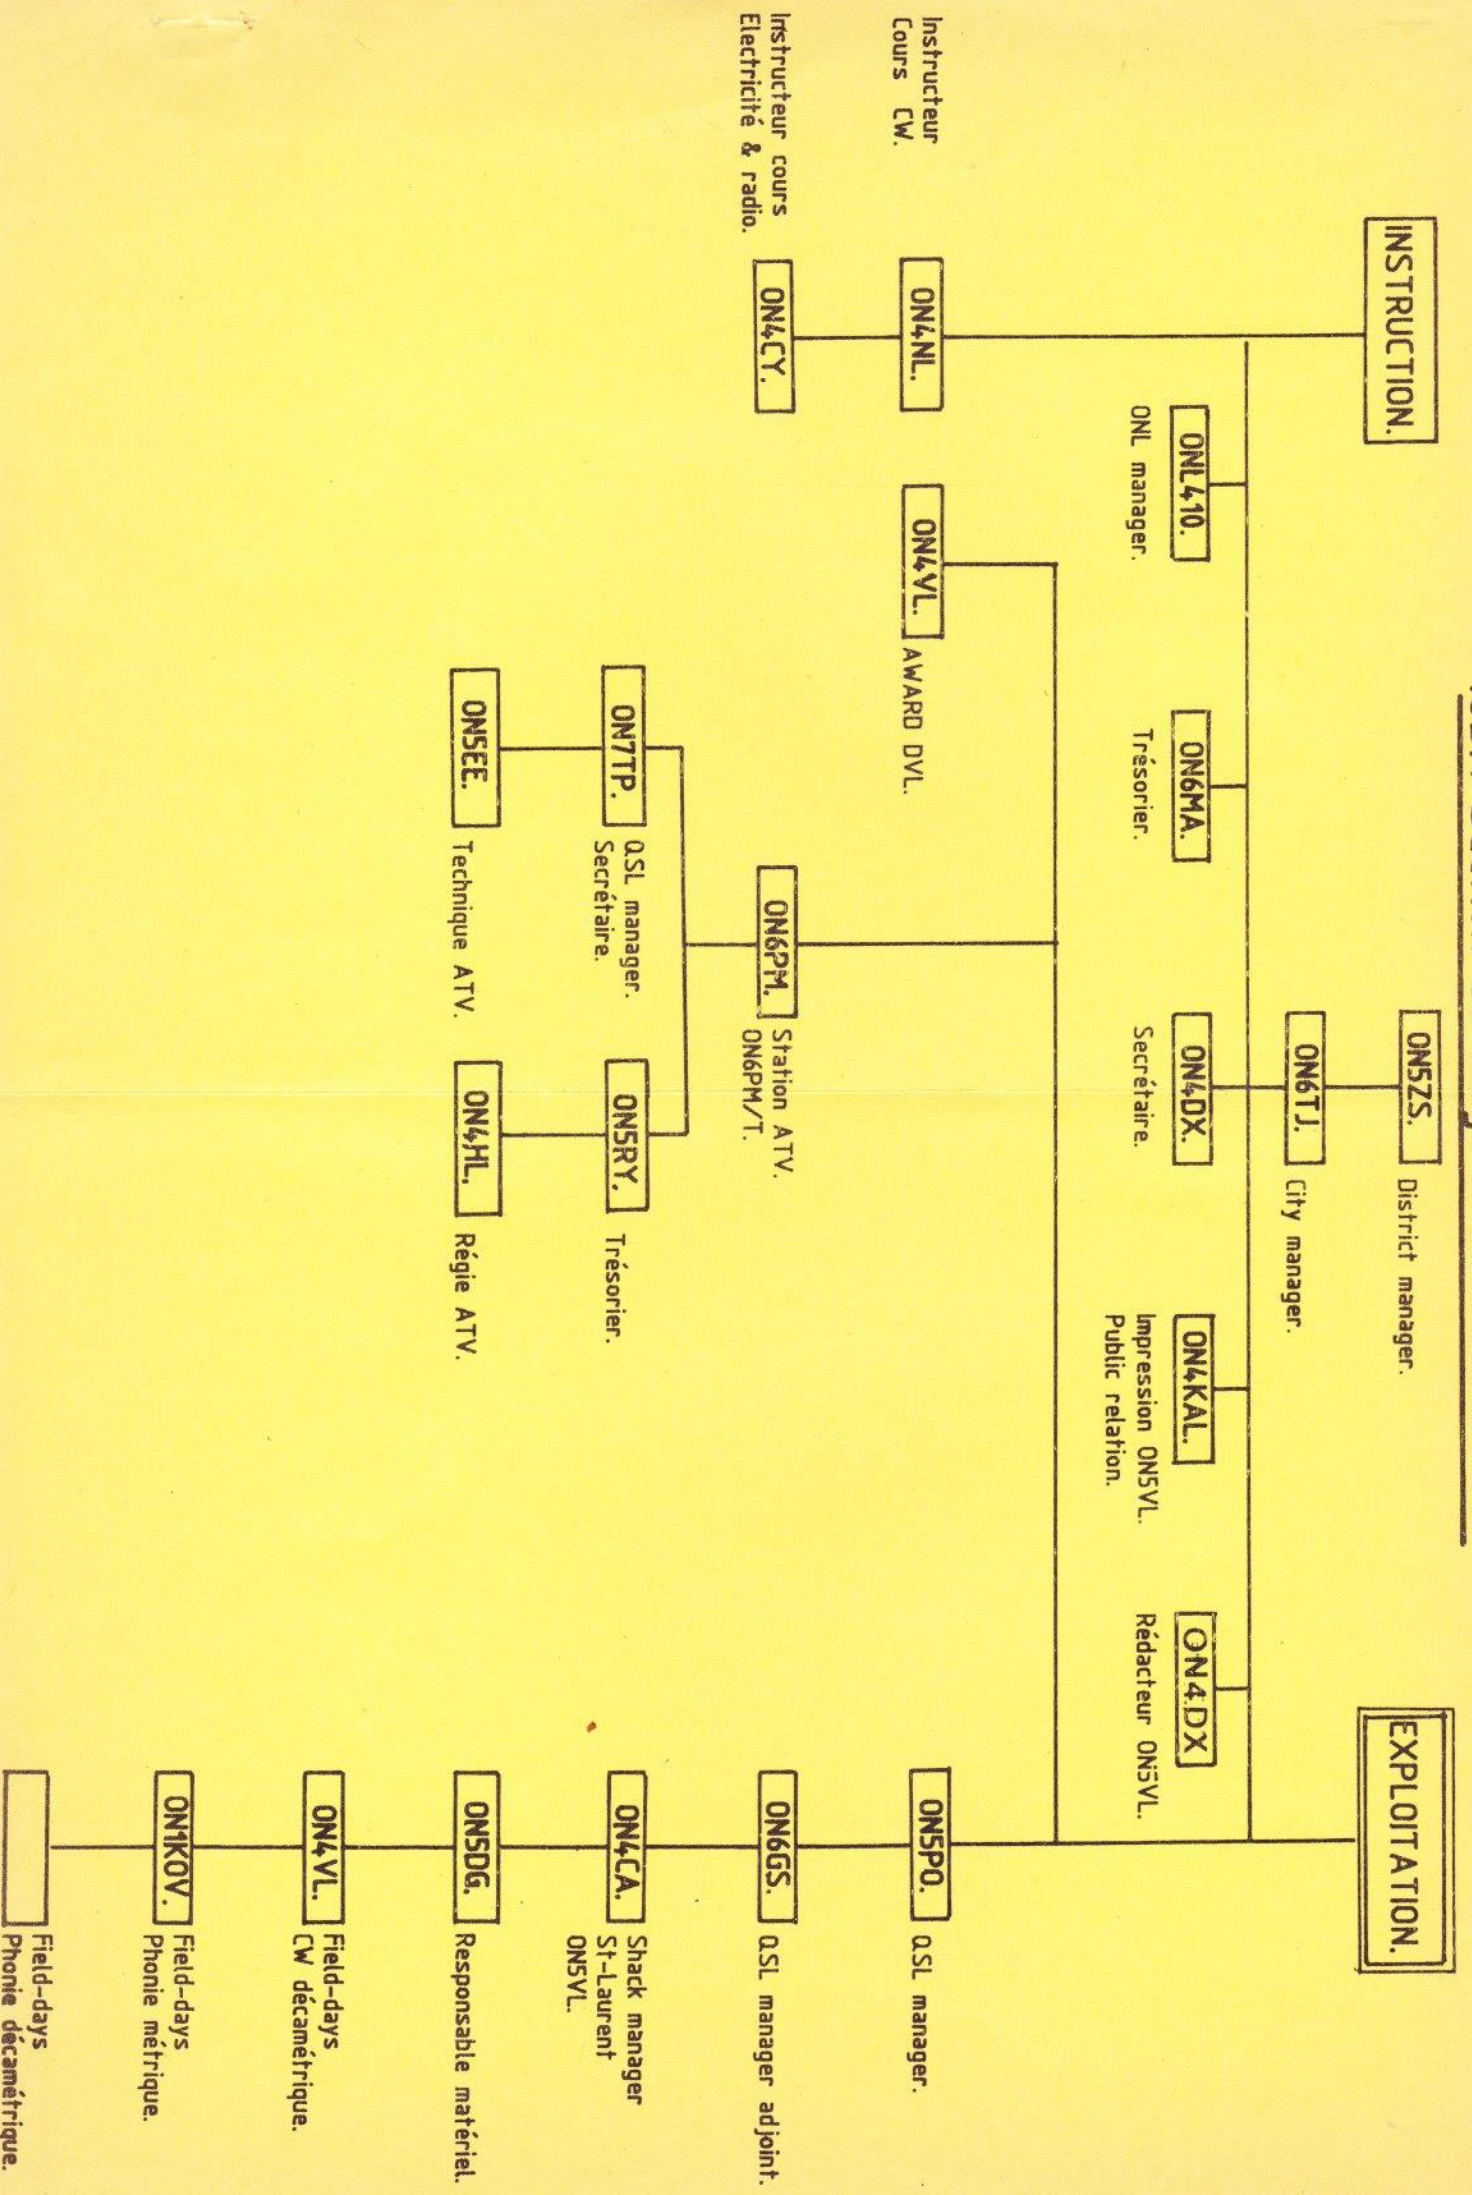 ON5ZS. District manager.
INSTRUCTION.
EXPLOITATION.
ON6TJ. City manager.
ONL410.
ONL manager.
ON6MA.
Trésorier.
ON4DX.
Secrétaire.
ON4KAL.
Impression ON5VL.
Public relation.
ON4DX
Rédacteur ON5VL.
Instructeur
Cours CW.
ON4NL.
ON4VL. AWARD DVL.
ON5PO. QSL manager.
Instructeur cours
Electricité & radio.
ON4CY.
ON6PM. Station ATV.
ON6PM/T.
ON6GS. QSL manager adjoint.
ON7TP. QSL manager.
Secrétaire.
ON5RY. Trésorier.
ON4CA. Shack manager
St-Laurent
ON5VL.
ON5EE. Technique ATV.
ON4HL. Régie ATV.
ON5DG. Responsable matériel.
ON4VL. Field-days
CW décamétrique.
ON1KOV. Field-days
Phonie métrique.
Field-days
Phonie décamétrique.